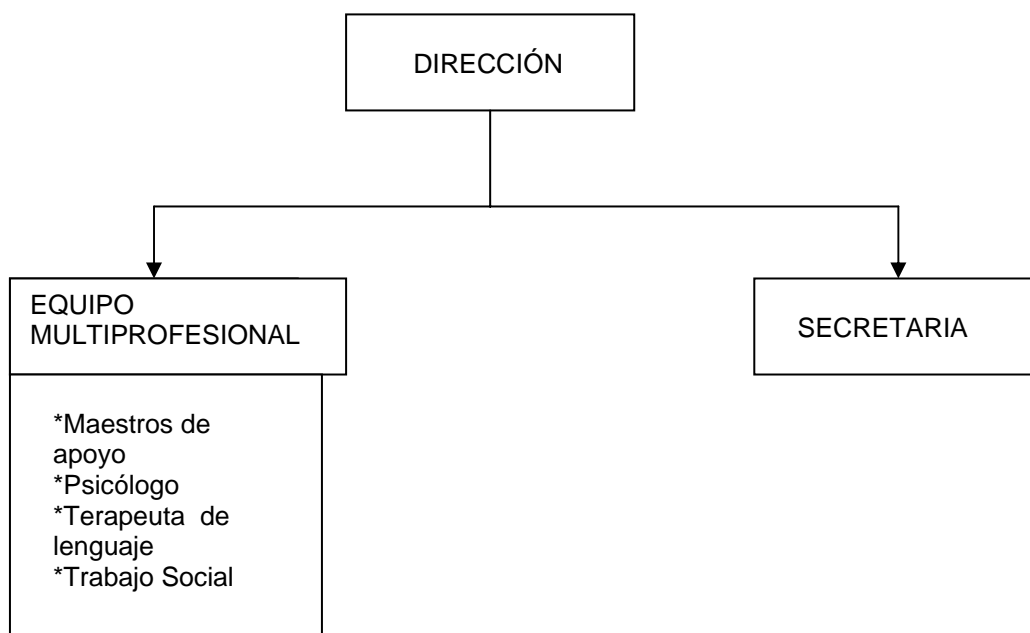 DIRECCIÓN
EQUIPO
MULTIPROFESIONAL
SECRETARIA
*Maestros de
apoyo
*Psicólogo
*Terapeuta de
lenguaje
*Trabajo Social